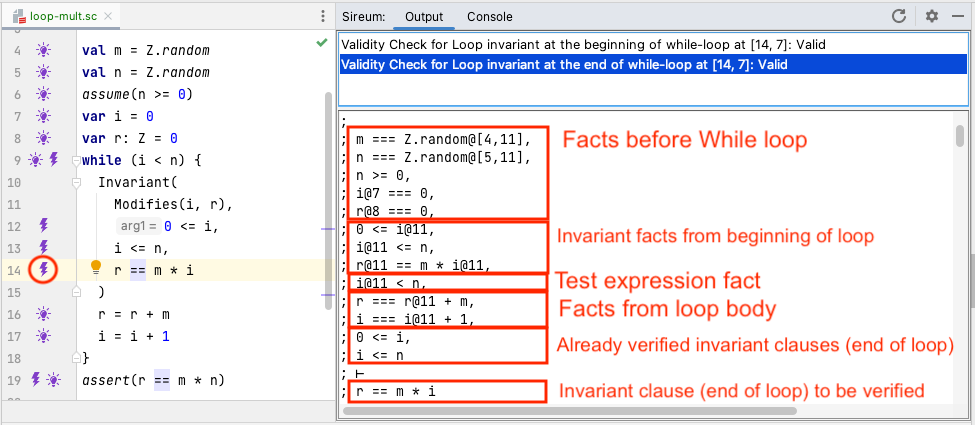 loop-mult.sc
Sireum:
Output
Console
4 val m = Z.random
5 val n = Z.random
6 assume(n >= 0)
7 var i = 0
8 var r: Z = 0
9 while (i < n) {
10 Invariant(
11 Modifies(i, r),
12 arg1 = 0 <= i,
13 i <= n,
14 r == m * i
15 )
16 r = r + m
17 i = i + 1
18 }
19 assert(r == m * n)
Validity Check for Loop invariant at the beginning of while-loop at [14, 7]: Valid
Validity Check for Loop invariant at the end of while-loop at [14, 7]: Valid
;
; m === Z.random@[4,11],
; n === Z.random@[5,11],
; n >= 0,
; i@7 === 0,
; r@8 === 0,
; 0 <= i@11,
; i@11 <= n,
; r@11 == m * i@11,
; i@11 < n,
; r === r@11 + m,
; i === i@11 + 1,
; 0 <= i,
; i <= n
; ⊢
; r == m * i
Facts before While loop
Invariant facts from beginning of loop
Test expression fact
Facts from loop body
Already verified invariant clauses (end of loop)
Invariant clause (end of loop) to be verified